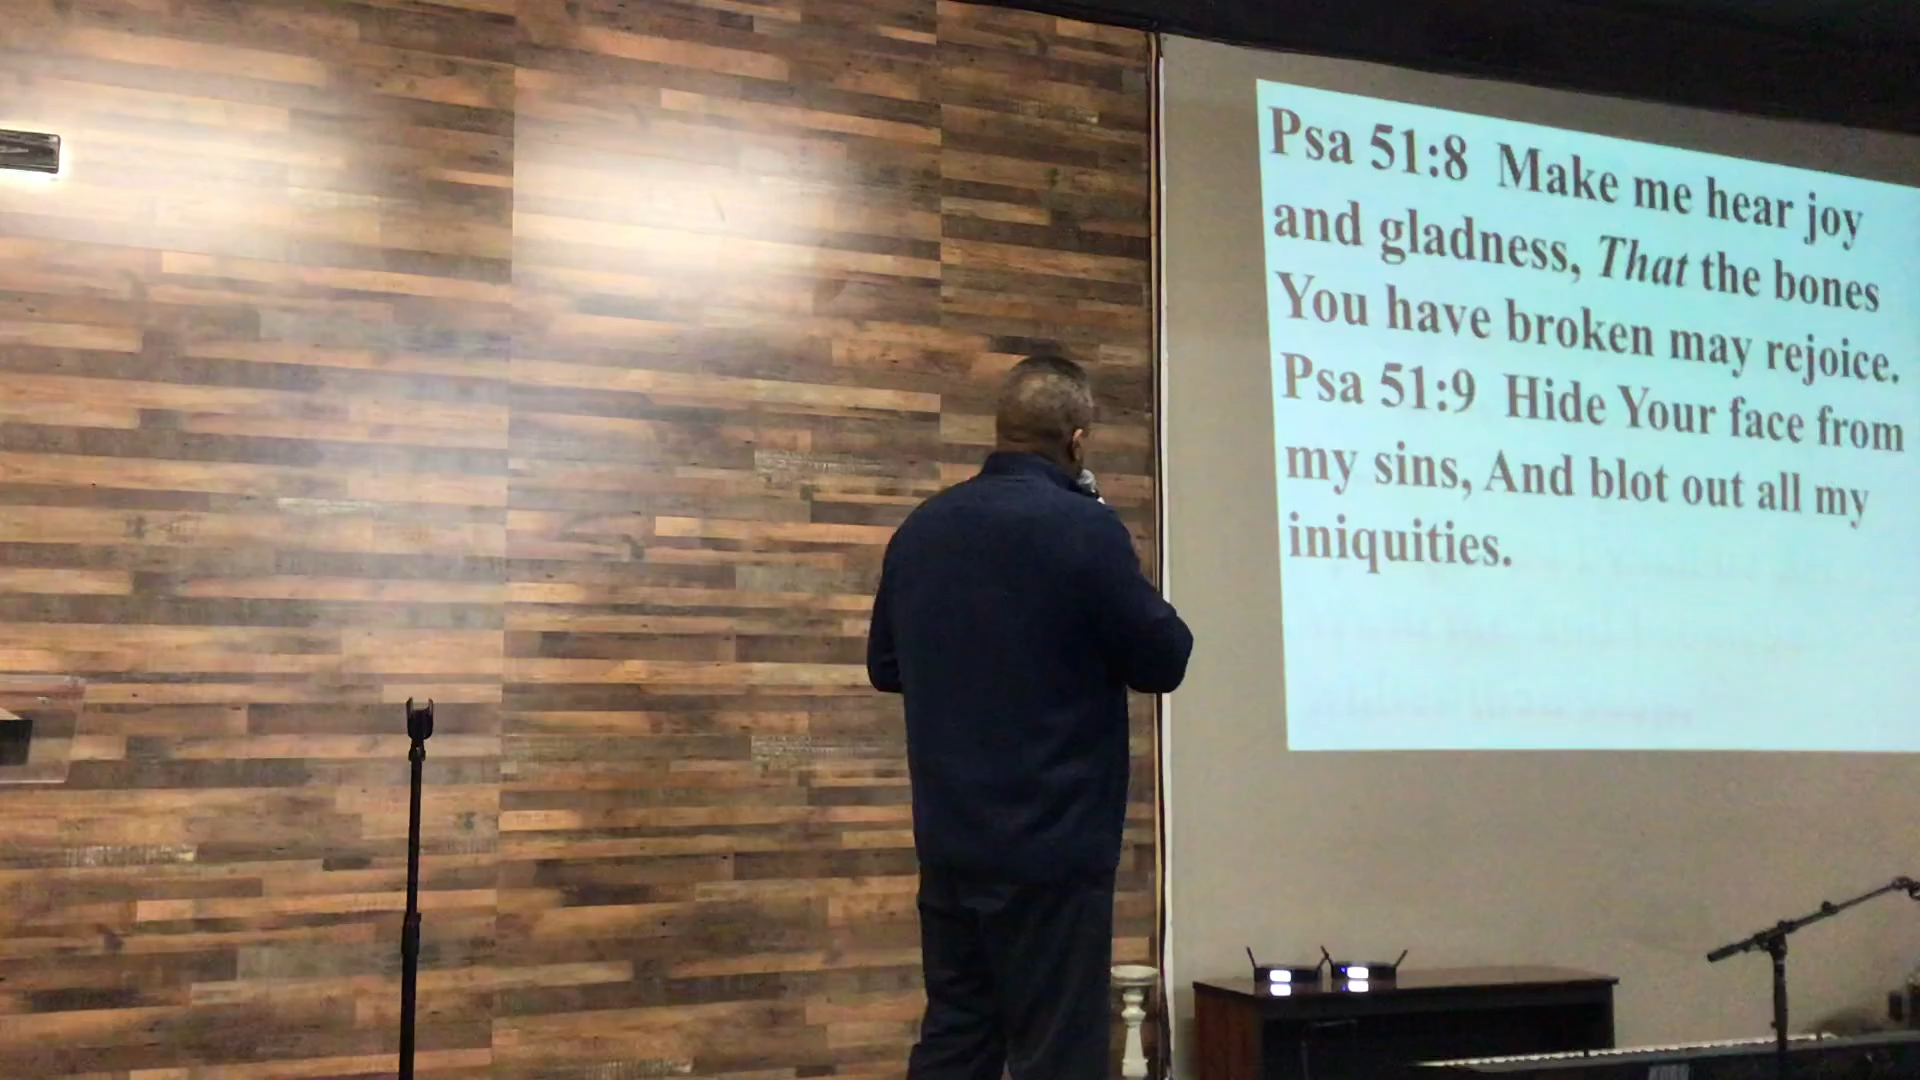 Psa 51:8 Make me hear joy
and gladness, That the bones
You have broken may rejoice.
Psa 51:9 Hide Your face from
my sins, And blot out all my
iniquities.
KORG